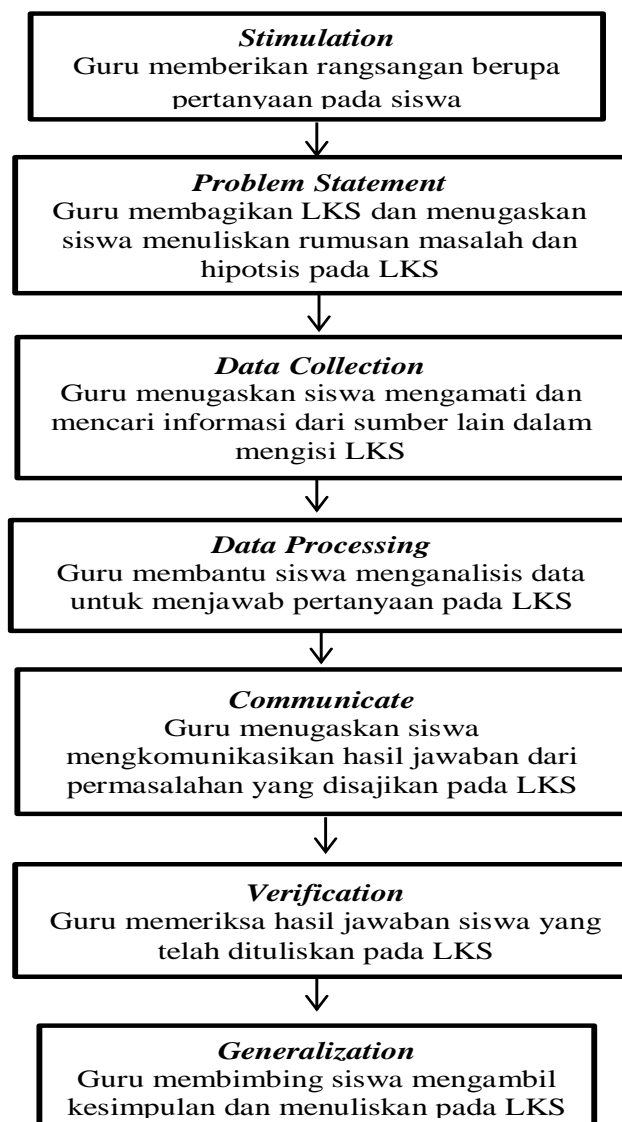 Stimulation
Guru memberikan rangsangan berupa
pertanyaan pada siswa
Problem Statement
Guru membagikan LKS dan menugaskan
siswa menuliskan rumusan masalah dan
hipotsis pada LKS
Data Collection
Guru menugaskan siswa mengamati dan
mencari informasi dari sumber lain dalam
mengisi LKS
Data Processing
Guru membantu siswa menganalisis data
untuk menjawab pertanyaan pada LKS
Communicate
Guru menugaskan siswa
mengkomunikasikan hasil jawaban dari
permasalahan yang disajikan pada LKS
Verification
Guru memeriksa hasil jawaban siswa yang
telah dituliskan pada LKS
Generalization
Guru membimbing siswa mengambil
kesimpulan dan menuliskan pada LKS